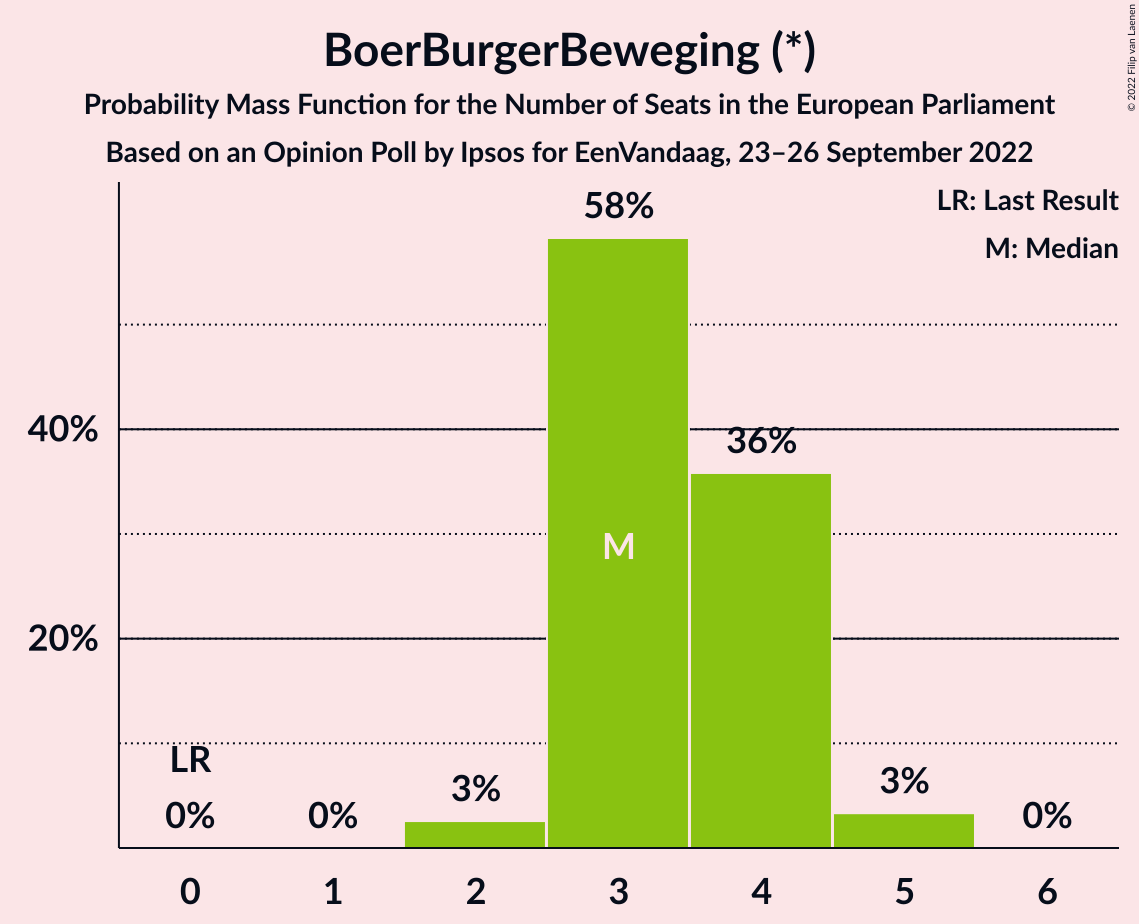 BoerBurgerBeweging (*)
Probability Mass Function for the Number of Seats in the European Parliament
Based on an Opinion Poll by Ipsos for EenVandaag, 23–26 September 2022
© 2022 Filip van Laenen
LR: Last Result
M: Median
58%
40%
36%
M
20%
LR
0%
0%
3%
3%
0%
0
1
2
3
4
5
6